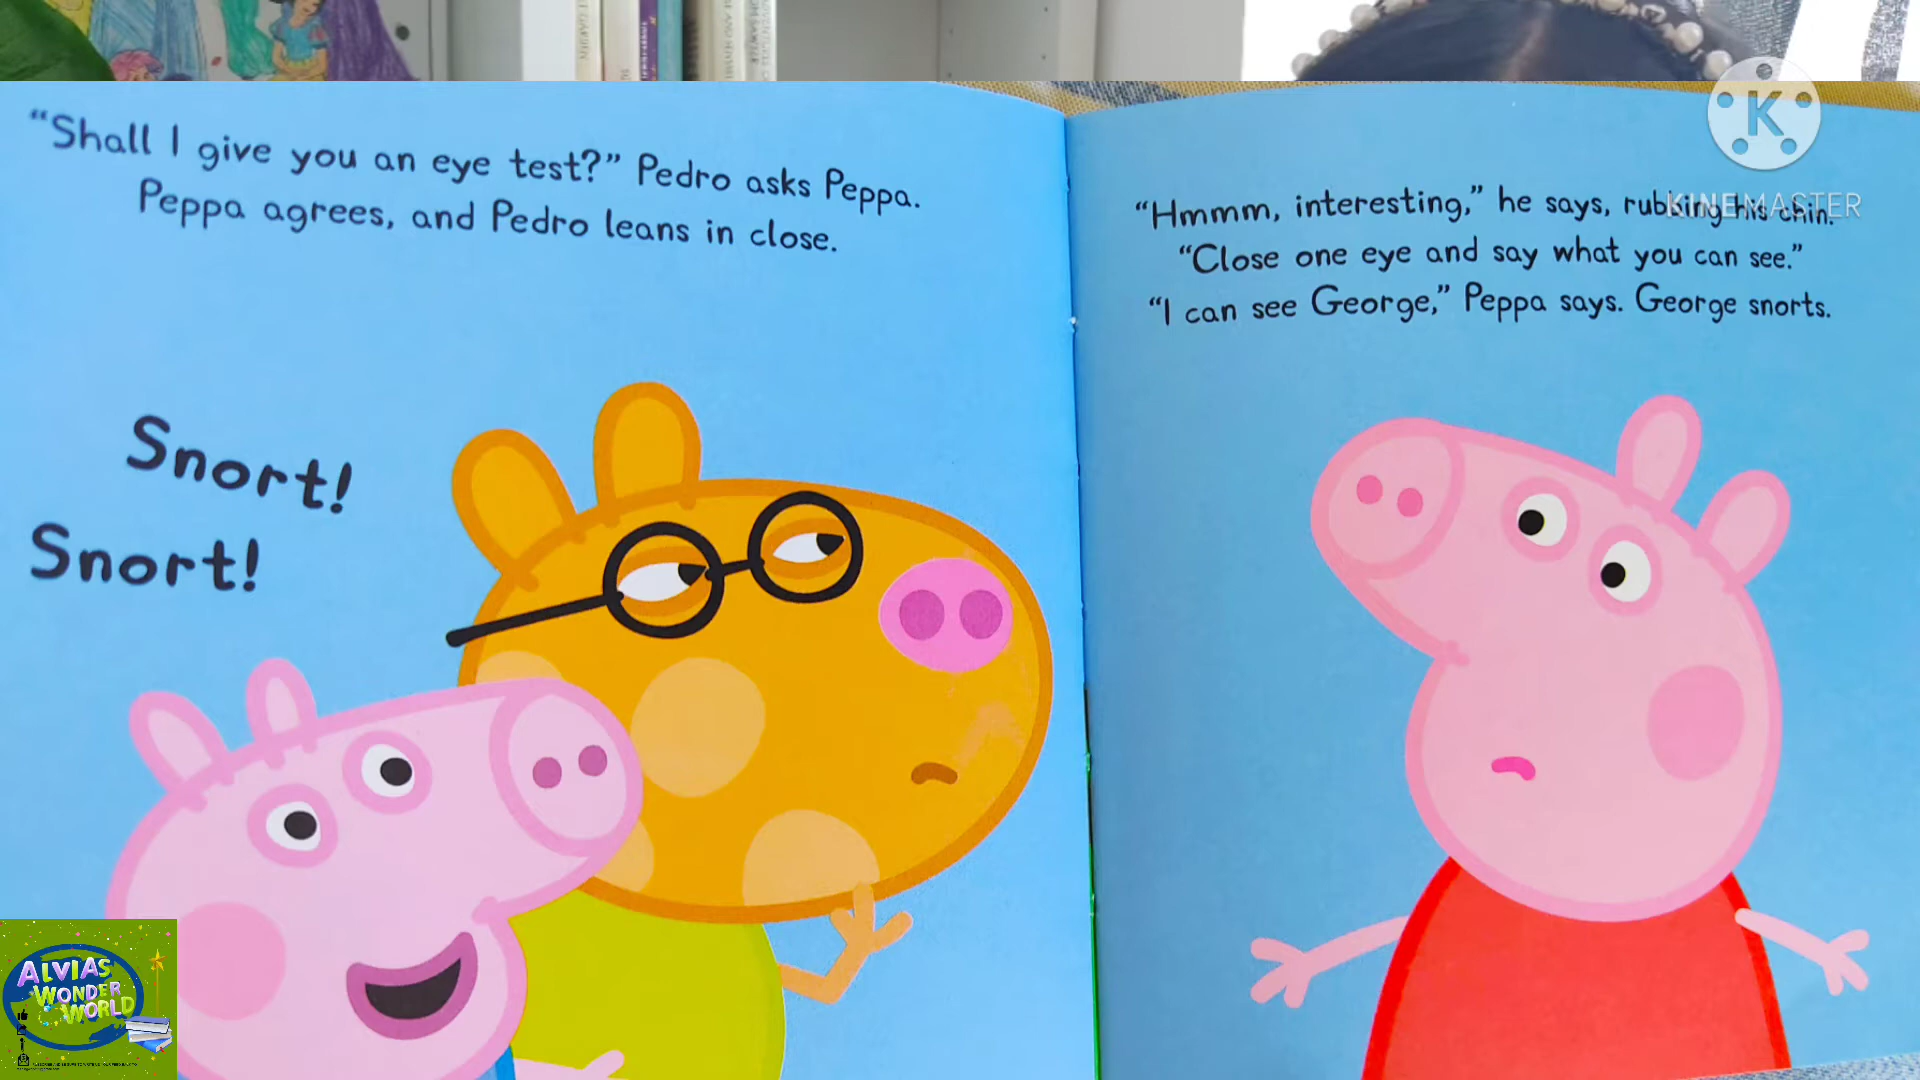 “Shall I give you an eye test?” Pedro asks Peppa.
Peppa agrees, and Pedro leans in close.
Snort!
Snort!
“Hmmm, interesting,” he says, rubbing his chin.
“Close one eye and say what you can see.”
“I can see George,” Peppa says. George snorts.
K
KINEMASTER
ALVIAS
WONDER
WORLD